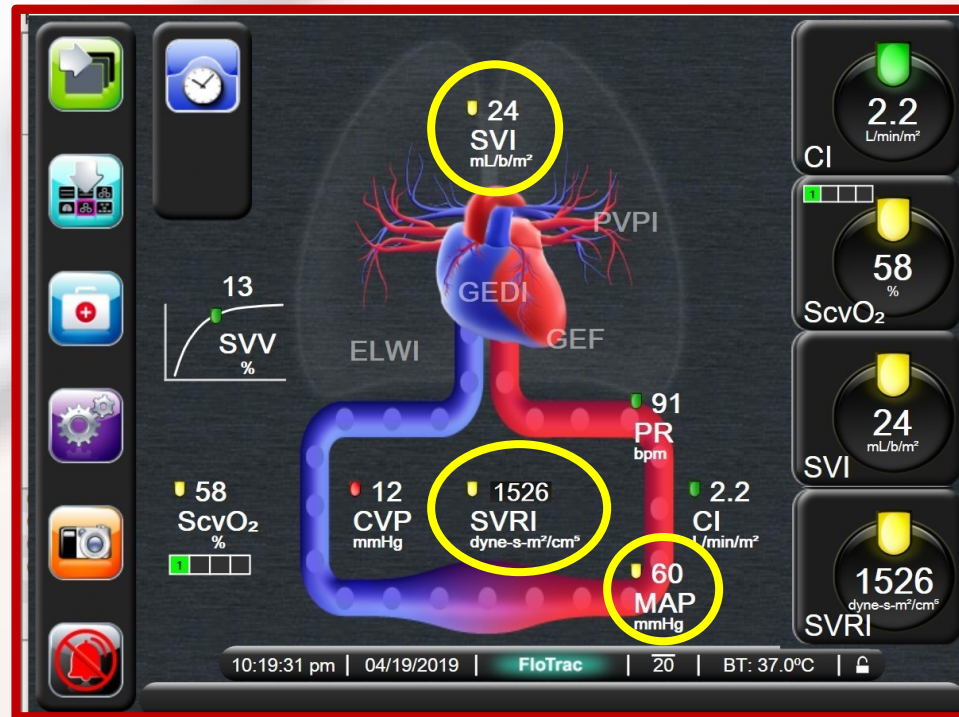 24
SVI
mL/b/m²
PVPI
GEDI
GEF
ELWI
13
SVV
%
91
PR
bpm
58
ScvO₂
%
1
12
CVP
mmHg
1526
SVRI
dyne-s-m²/cm⁵
2.2
CI
L/min/m²
60
MAP
mmHg
2.2
L/min/m²
CI
1
58
%
ScvO₂
24
mL/b/m²
SVI
1526
dyne-s-m²/cm⁵
SVRI
10:19:31 pm | 04/19/2019 | FloTrac | 20 | BT: 37.0ºC |